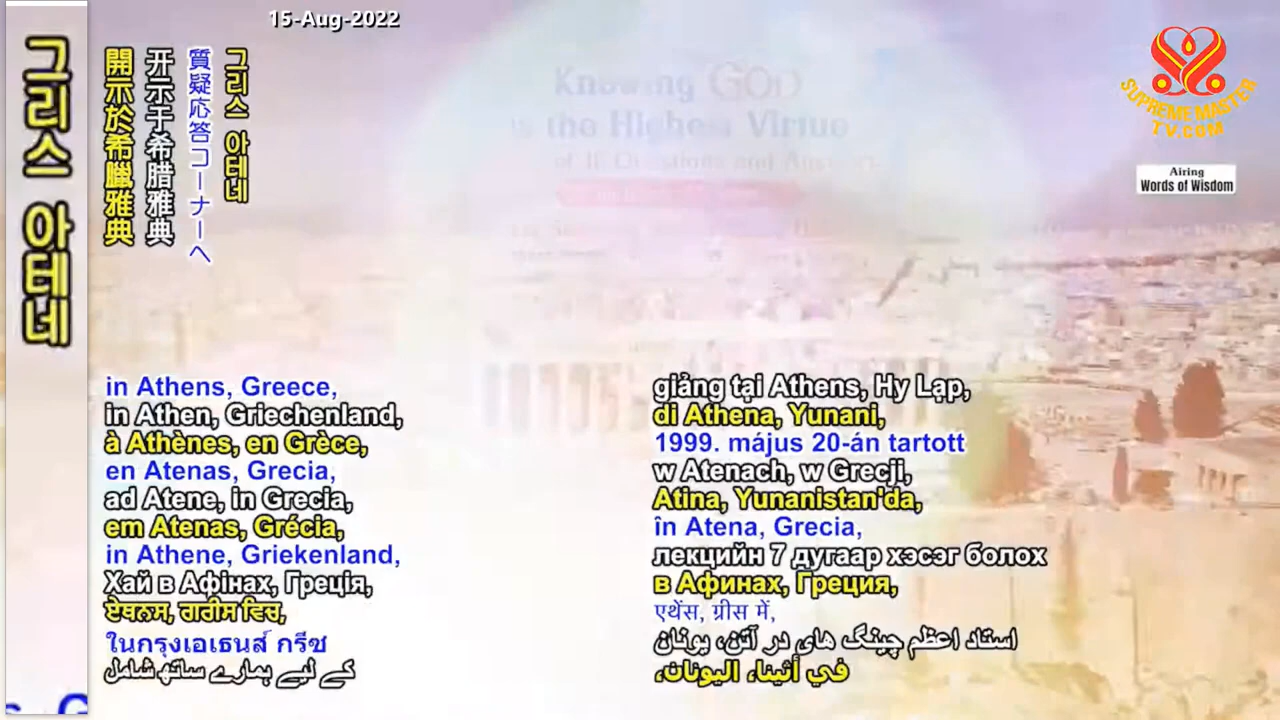 15-Aug-2022
그리스 아테네
開示於希臘雅典
开示于希腊雅典
質疑応答コーナーへ
그리스 아테네
Knowing GOD
is the Highest Virtue
SUPREME MASTER
TV.COM
Airing
Words of Wisdom
in Athens, Greece,
in Athen, Griechenland,
à Athènes, en Grèce,
en Atenas, Grecia,
ad Atene, in Grecia,
em Atenas, Grécia,
in Athene, Griekenland,
Хай в Афінах, Греція,
ਏਥਨਸ, ਗਰੀਸ ਵਿਚ,
ในกรุงเอเธนส์ กรีซ
کے لیے ہمارے ساتھ شامل
giảng tại Athens, Hy Lạp,
di Athena, Yunani,
1999. május 20-án tartott
w Atenach, w Grecji,
Atina, Yunanistan'da,
în Atena, Grecia,
лекцийн 7 дугаар хэсэг болох
в Афинах, Греция,
एथेंस, ग्रीस में,
استاد اعظم چینگ های در آتن، یونان
في أثينا، اليونان،